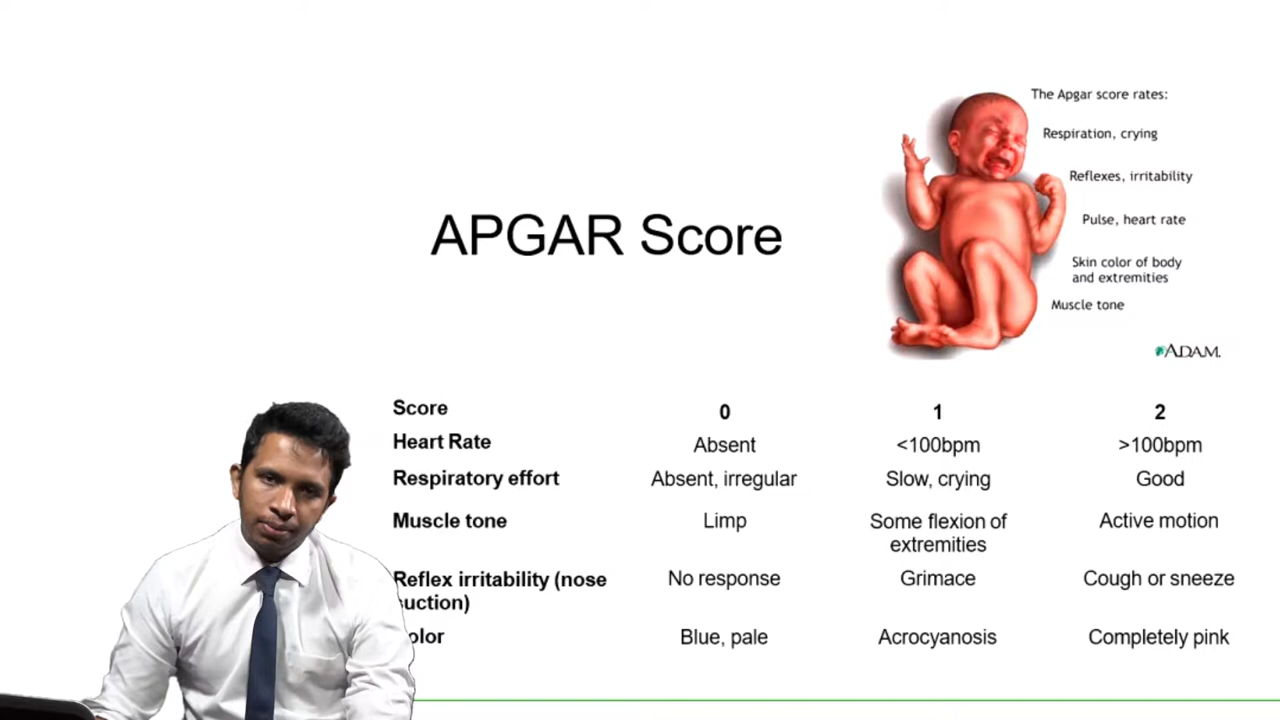 The Apgar score rates:
Respiration, crying
Reflexes, irritability
Pulse, heart rate
Skin color of body
and extremities
Muscle tone
ADAM.
APGAR Score
Score 0 1 2
Heart Rate Absent <100bpm >100bpm
Respiratory effort Absent, irregular Slow, crying Good
Muscle tone Limp Some flexion of Active motion
extremities
Reflex irritability (nose No response Grimace Cough or sneeze
uction)
olor Blue, pale Acrocyanosis Completely pink